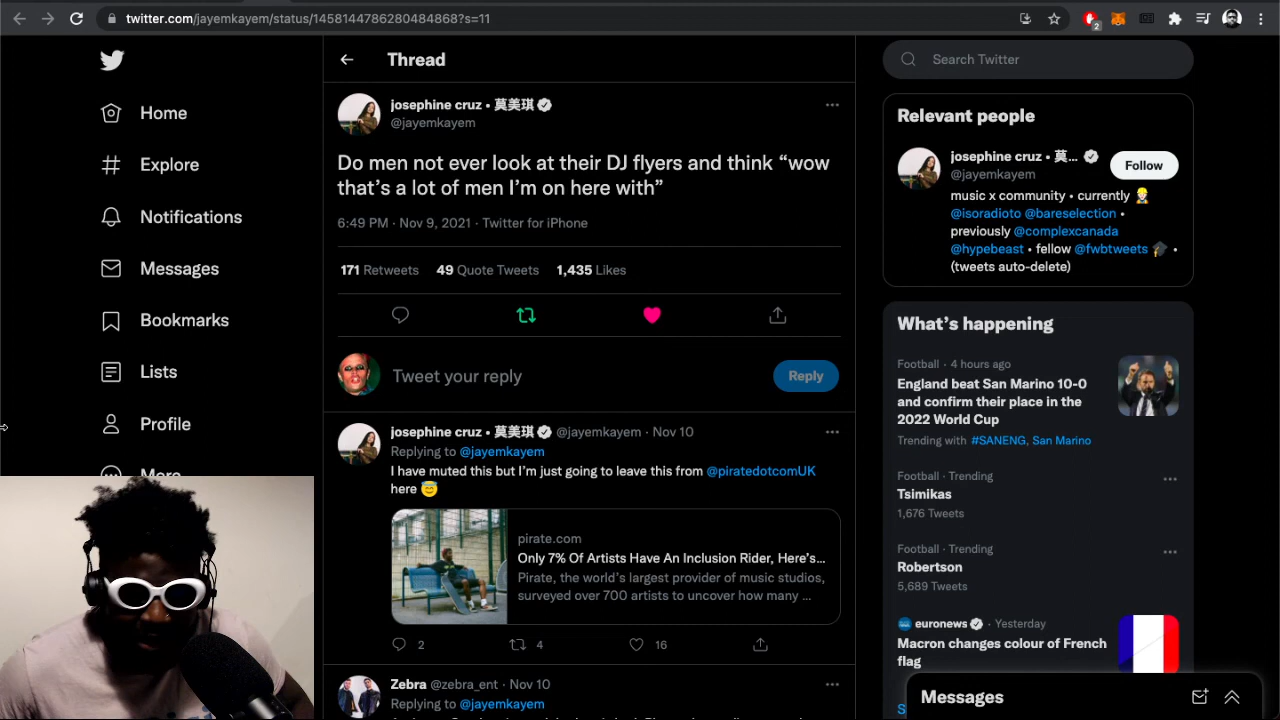 twitter.com/jayemkayem/status/1458144786280484868?s=11
2
Home
Explore
Notifications
Messages
Bookmarks
Lists
Profile
More
Thread
josephine cruz • 莫美琪
@jayemkayem
Do men not ever look at their DJ flyers and think “wow
that’s a lot of men I’m on here with”
6:49 PM · Nov 9, 2021 · Twitter for iPhone
171 Retweets 49 Quote Tweets 1,435 Likes
Tweet your reply
Reply
josephine cruz • 莫美琪 @jayemkayem · Nov 10
Replying to @jayemkayem
I have muted this but I’m just going to leave this from @piratedotcomUK
here 😇
pirate.com
Only 7% Of Artists Have An Inclusion Rider, Here’s...
Pirate, the world’s largest provider of music studios,
surveyed over 700 artists to uncover how many ...
2 4 16
Zebra @zebra_ent · Nov 10
Replying to @jayemkayem
Search Twitter
Relevant people
josephine cruz • 莫...
@jayemkayem
Follow
music x community • currently 👷🏻
@isoradioto @bareselection •
previously @complexcanada
@hypebeast • fellow @fwbtweets 🎓 •
(tweets auto-delete)
What’s happening
Football · 4 hours ago
England beat San Marino 10-0
and confirm their place in the
2022 World Cup
Trending with #SANENG, San Marino
Football · Trending
Tsimikas
1,676 Tweets
Football · Trending
Robertson
5,689 Tweets
euronews · Yesterday
Macron changes colour of French
flag
Messages